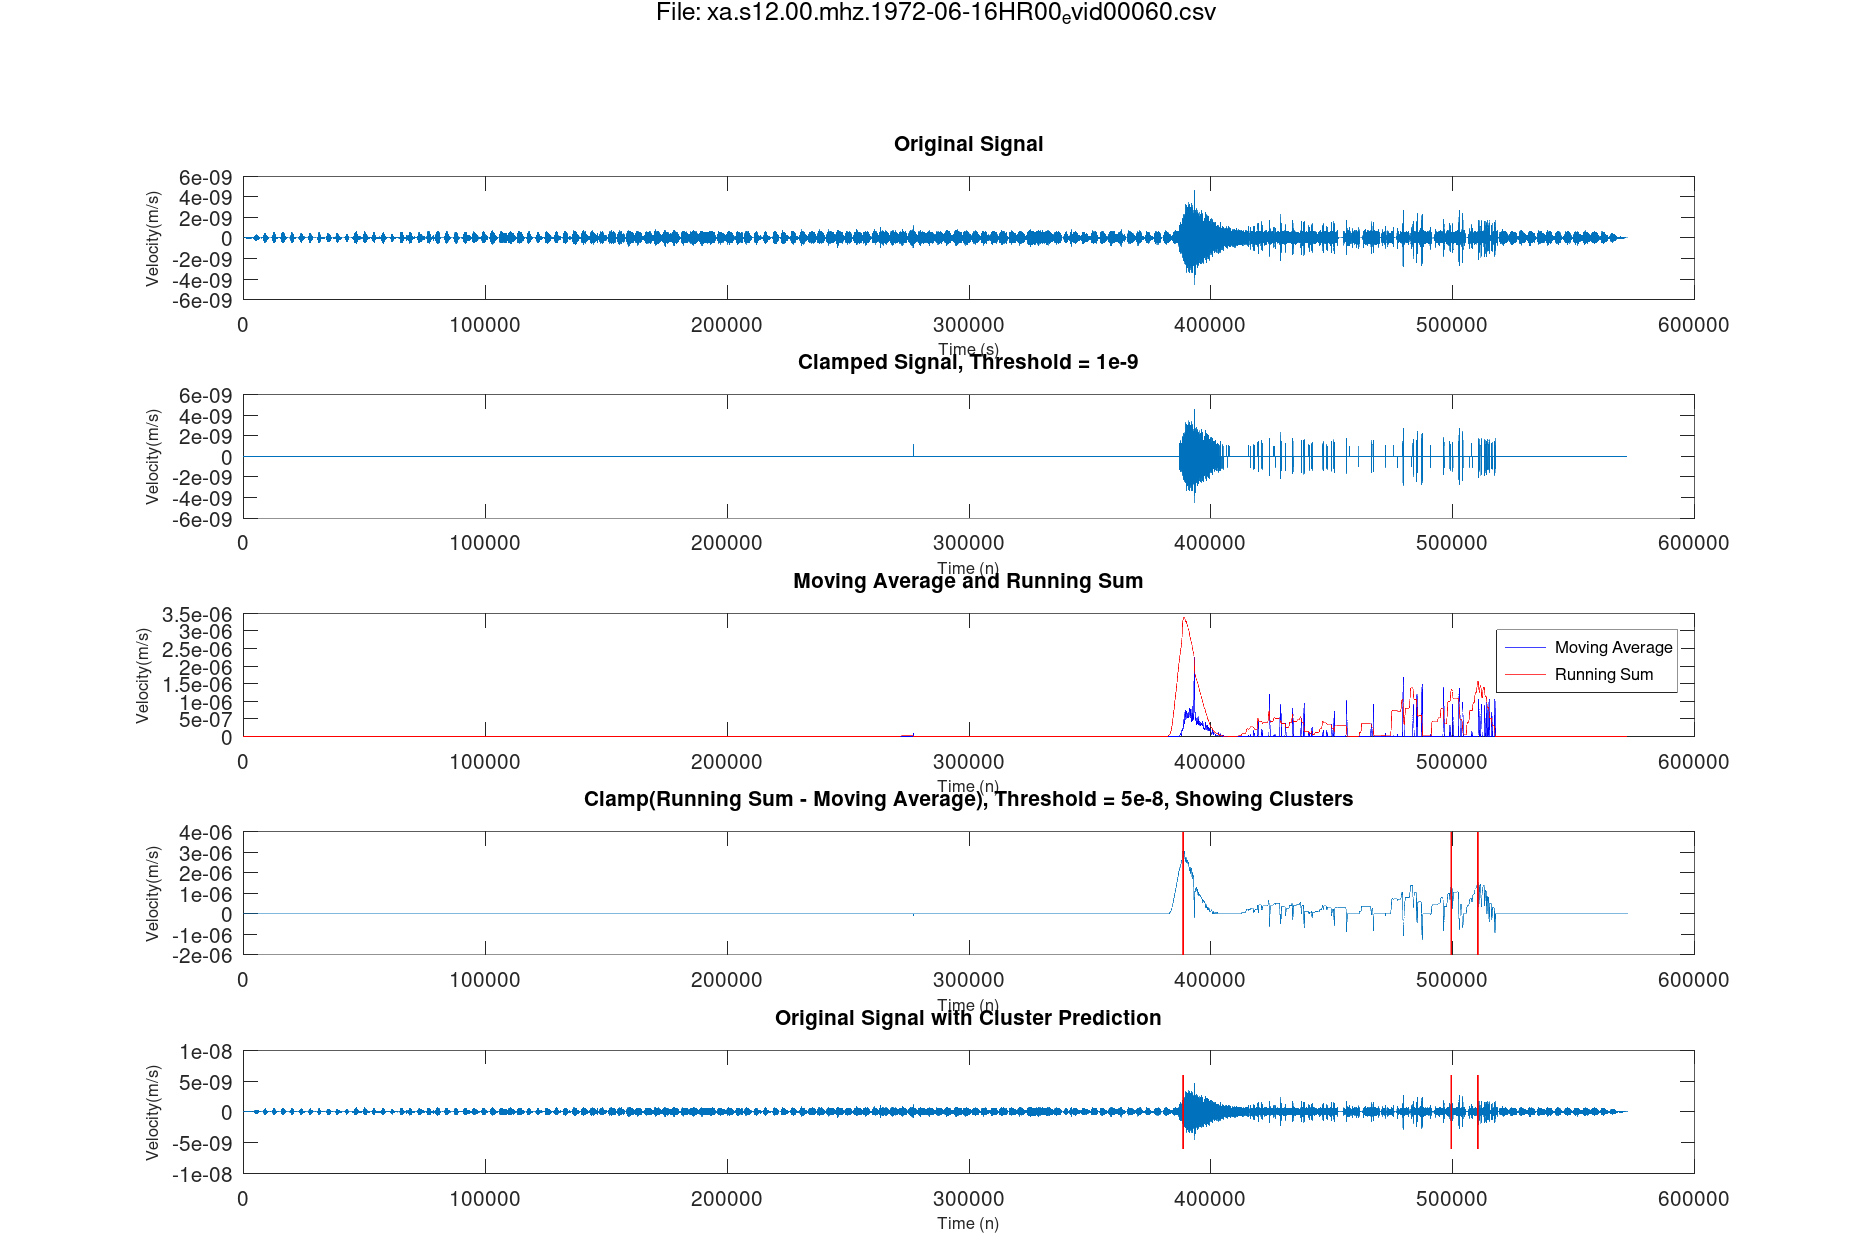 File: xa.s12.00.mhz.1972-06-16HR00ₑvid00060.csv
Original Signal
6e-09
4e-09
2e-09
0
-2e-09
-4e-09
-6e-09
Velocity(m/s)
0 100000 200000 300000 400000 500000 600000
Time (s)
Clamped Signal, Threshold = 1e-9
6e-09
4e-09
2e-09
0
-2e-09
-4e-09
-6e-09
Velocity(m/s)
0 100000 200000 300000 400000 500000 600000
Time (n)
Moving Average and Running Sum
3.5e-06
3e-06
2.5e-06
2e-06
1.5e-06
1e-06
5e-07
0
Velocity(m/s)
Moving Average
Running Sum
0 100000 200000 300000 400000 500000 600000
Time (n)
Clamp(Running Sum - Moving Average), Threshold = 5e-8, Showing Clusters
4e-06
3e-06
2e-06
1e-06
0
-1e-06
-2e-06
Velocity(m/s)
0 100000 200000 300000 400000 500000 600000
Time (n)
Original Signal with Cluster Prediction
1e-08
5e-09
0
-5e-09
-1e-08
Velocity(m/s)
0 100000 200000 300000 400000 500000 600000
Time (n)